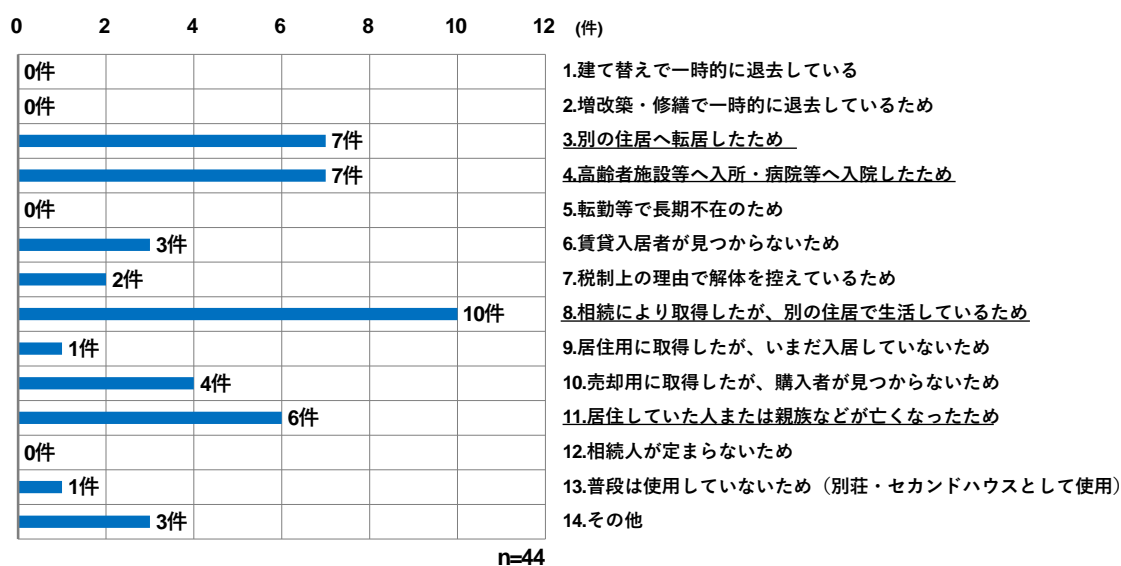 0 2 4 6 8 10 12 (件)
0件 1.建て替えで一時的に退去している
0件 2.増改築・修繕で一時的に退去しているため
7件 3.別の住居へ転居したため
7件 4.高齢者施設等へ入所・病院等へ入院したため
0件 5.転勤等で長期不在のため
3件 6.賃貸入居者が見つからないため
2件 7.税制上の理由で解体を控えているため
10件 8.相続により取得したが、別の住居で生活しているため
1件 9.居住用に取得したが、いまだ入居していないため
4件 10.売却用に取得したが、購入者が見つからないため
6件 11.居住していた人または親族などが亡くなったため
0件 12.相続人が定まらないため
1件 13.普段は使用していないため（別荘・セカンドハウスとして使用）
3件 14.その他
n=44